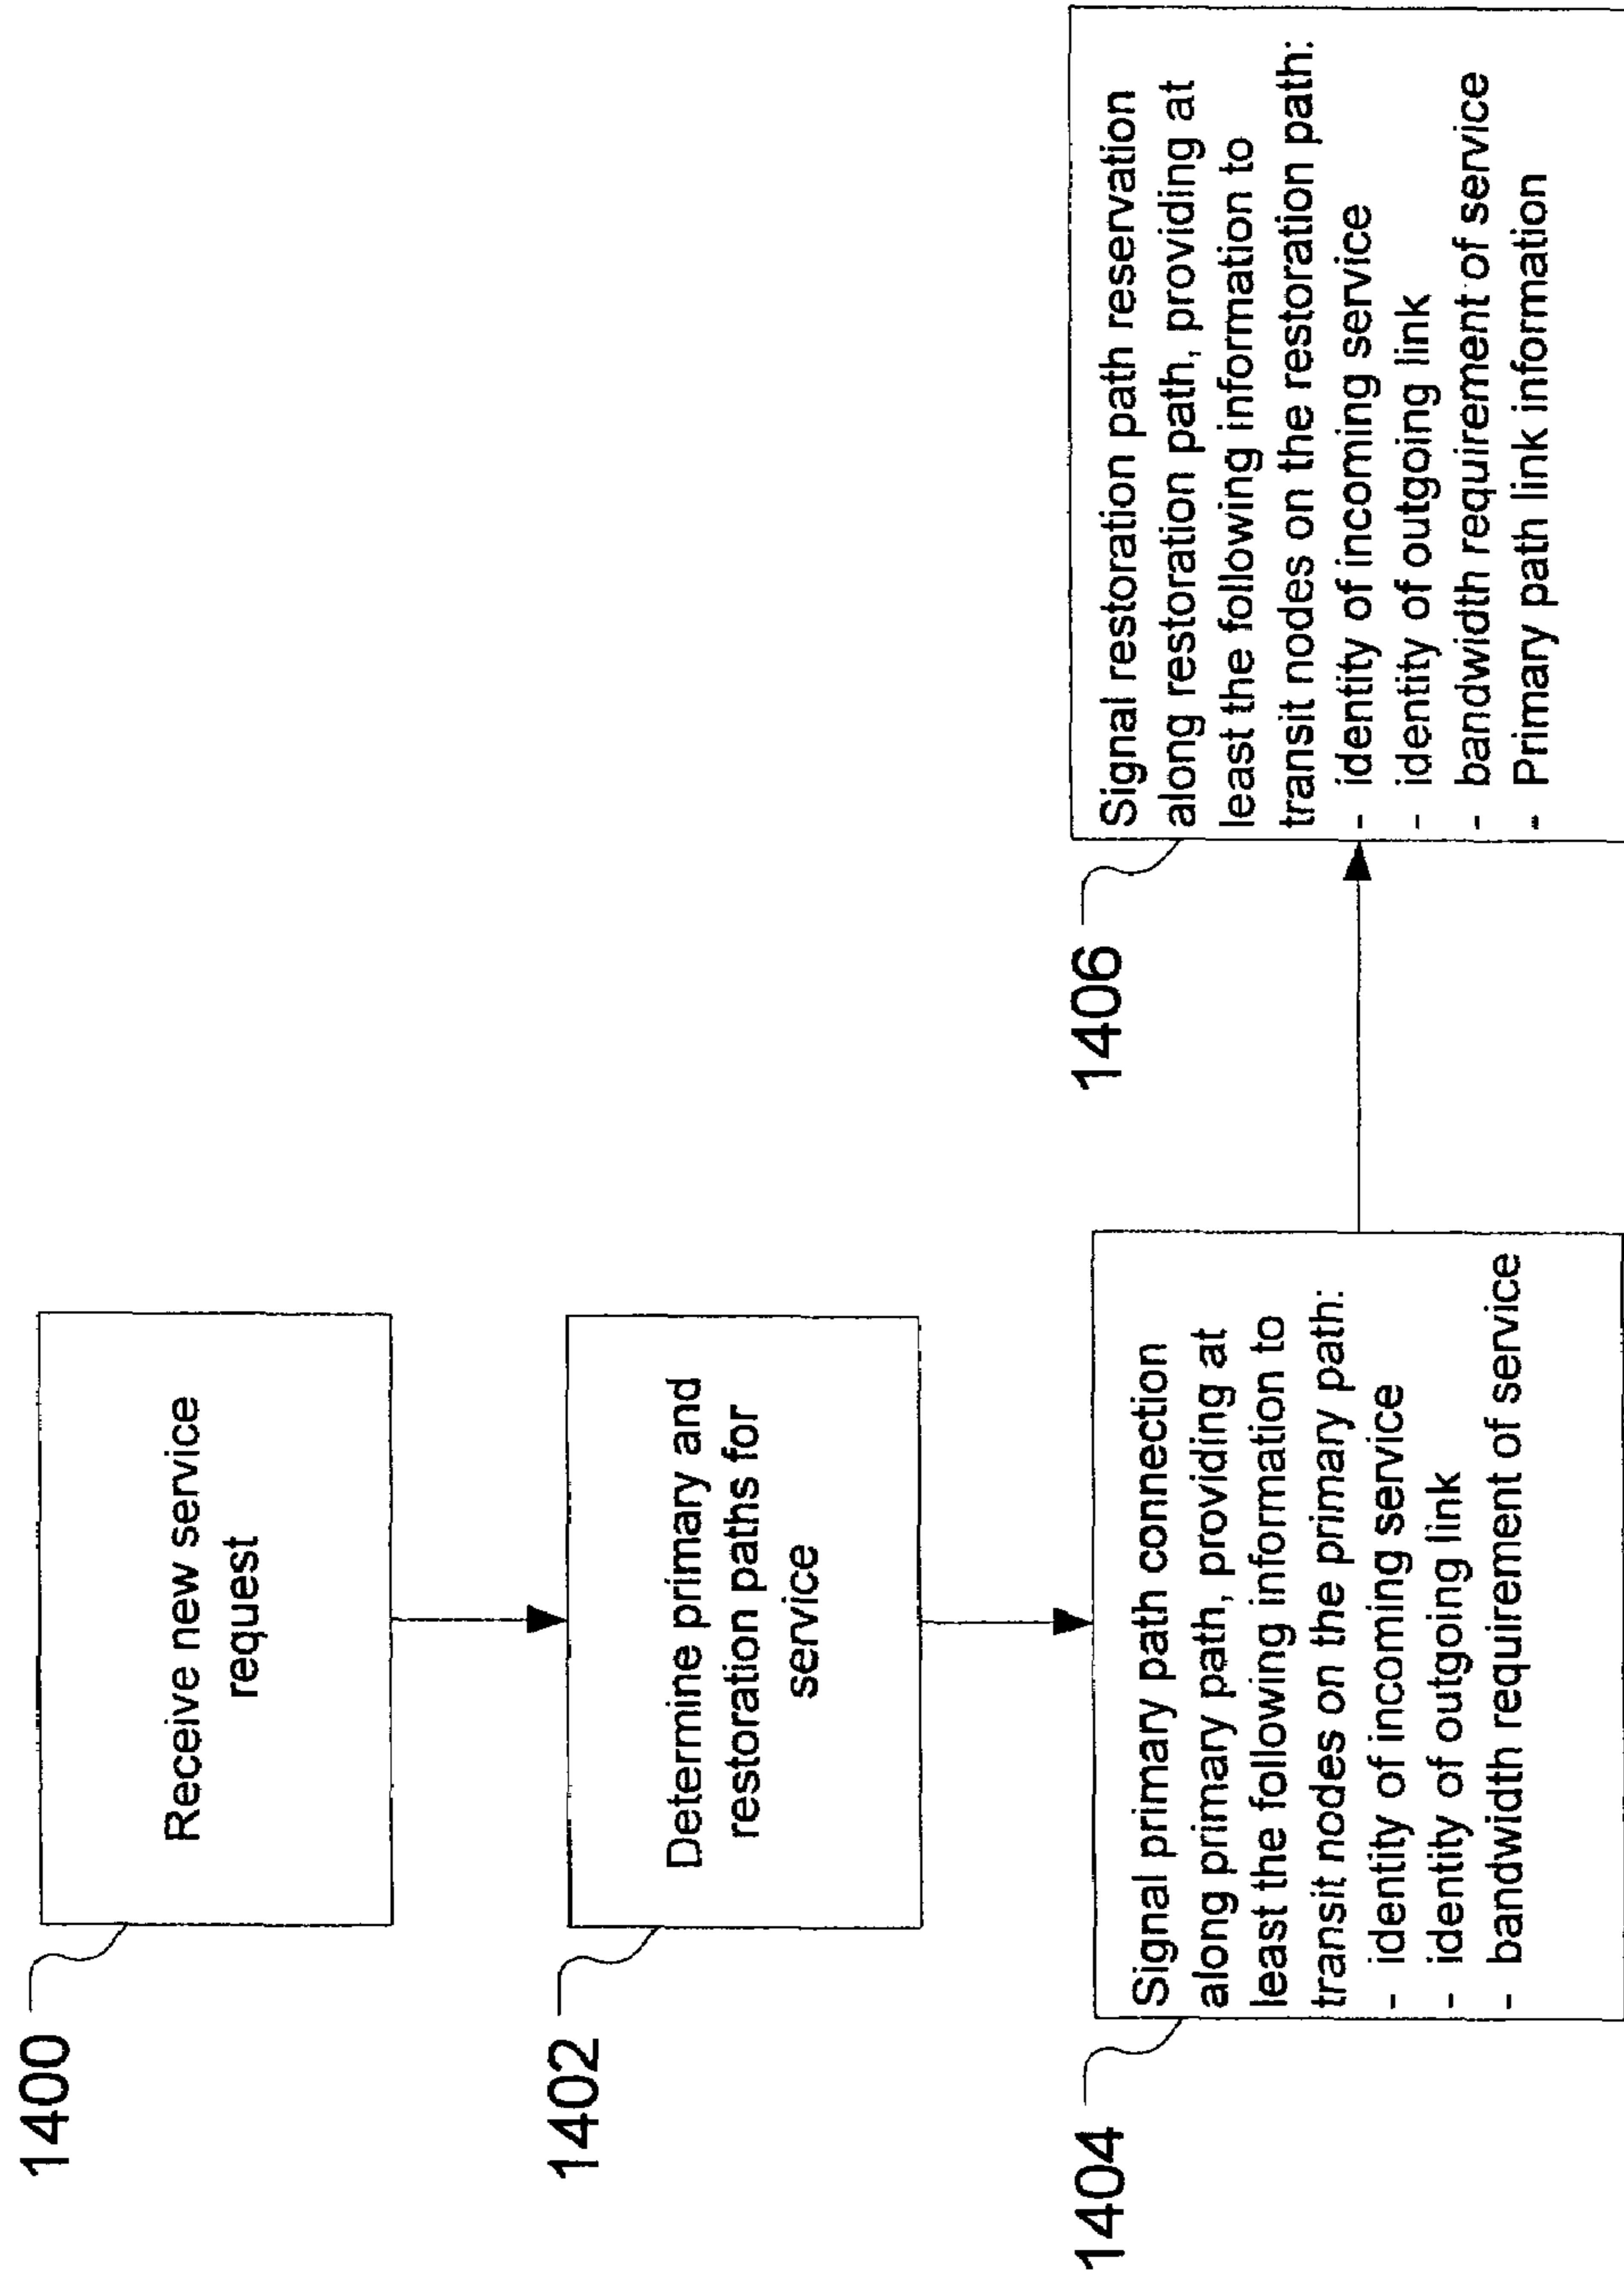 1400
Receive new service
request
1402
Determine primary and
restoration paths for
service
1404
Signal primary path connection
along primary path, providing at
least the following information to
transit nodes on the primary path:
- identity of incoming service
- identity of outgoing link
- bandwidth requirement of service
1406
Signal restoration path reservation
along restoration path, providing at
least the following information to
transit nodes on the restoration path:
- identity of incoming service
- identity of outgoing link
- bandwidth requirement of service
- Primary path link information